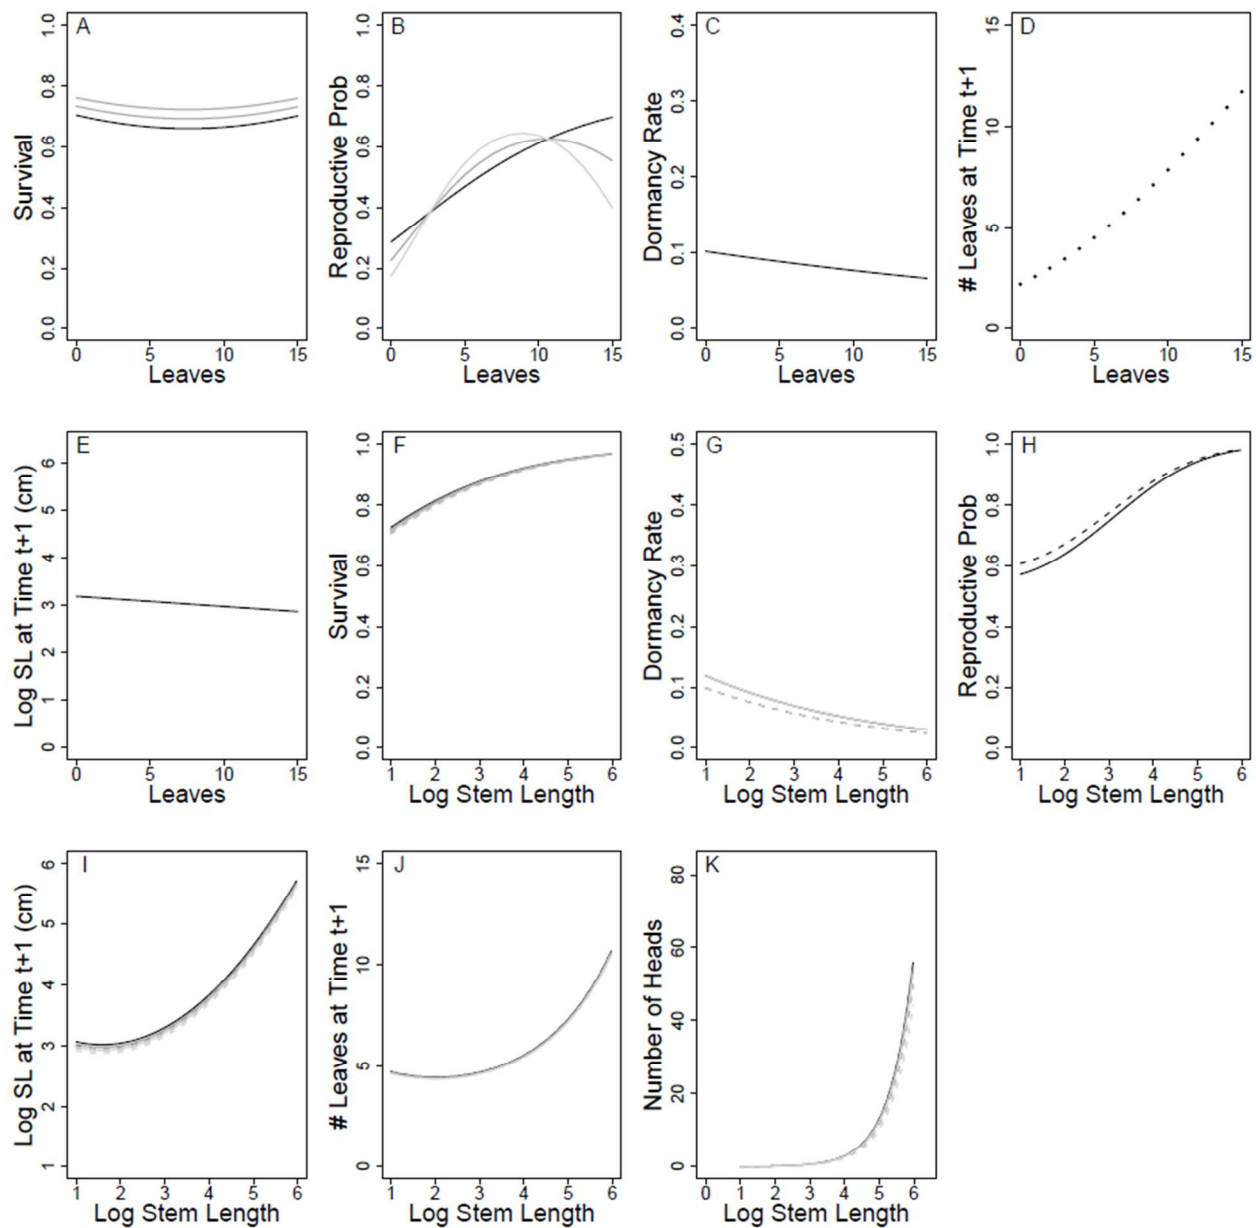 A
Survival
0.0 0.2 0.4 0.6 0.8 1.0
0 5 10 15
Leaves
B
Reproductive Prob
0.0 0.2 0.4 0.6 0.8 1.0
0 5 10 15
Leaves
C
Dormancy Rate
0.0 0.1 0.2 0.3 0.4
0 5 10 15
Leaves
D
# Leaves at Time t+1
0 5 10 15
0 5 10 15
Leaves
E
Log SL at Time t+1 (cm)
0 1 2 3 4 5 6
0 5 10 15
Leaves
F
Survival
0.0 0.2 0.4 0.6 0.8 1.0
1 2 3 4 5 6
Log Stem Length
G
Dormancy Rate
0.0 0.1 0.2 0.3 0.4 0.5
1 2 3 4 5 6
Log Stem Length
H
Reproductive Prob
0.0 0.2 0.4 0.6 0.8 1.0
1 2 3 4 5 6
Log Stem Length
I
Log SL at Time t+1 (cm)
1 2 3 4 5 6
1 2 3 4 5 6
Log Stem Length
J
# Leaves at Time t+1
0 5 10 15
1 2 3 4 5 6
Log Stem Length
K
Number of Heads
0 20 40 60 80
0 1 2 3 4 5 6
Log Stem Length